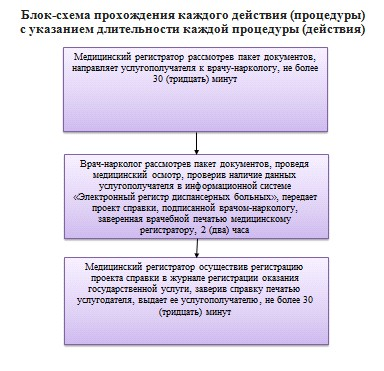 Блок-схема прохождения каждого действия (процедуры)
с указанием длительности каждой процедуры (действия)
Медицинский регистратор рассмотрев пакет документов,
направляет услугополучателя к врачу-наркологу, не более
30 (тридцать) минут
Врач-нарколог рассмотрев пакет документов, проведя
медицинский осмотр, проверив наличие данных
услугополучателя в информационной системе
«Электронный регистр диспансерных больных», передает
проект справки, подписанной врачом-наркологу,
заверенная врачебной печатью медицинскому
регистратору, 2 (два) часа
Медицинский регистратор осуществив регистрацию
проекта справки в журнале регистрации оказания
государственной услуги, заверив справку печатью
услугодателя, выдает ее услугополучателю, не более 30
(тридцать) минут